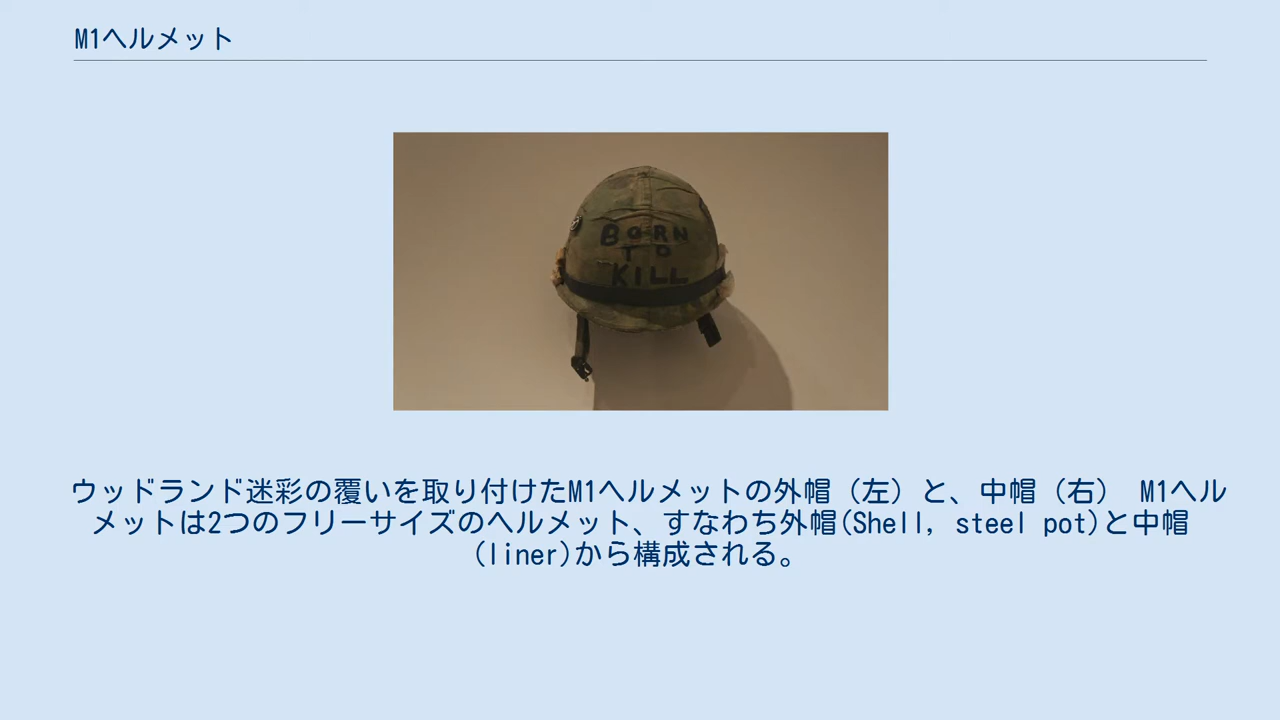 M1ヘルメット
BORN
TO
KILL
ウッドランド迷彩の覆いを取り付けたM1ヘルメットの外帽（左）と、中帽（右） M1ヘル
メットは2つのフリーサイズのヘルメット、すなわち外帽(Shell, steel pot)と中帽
(liner)から構成される。